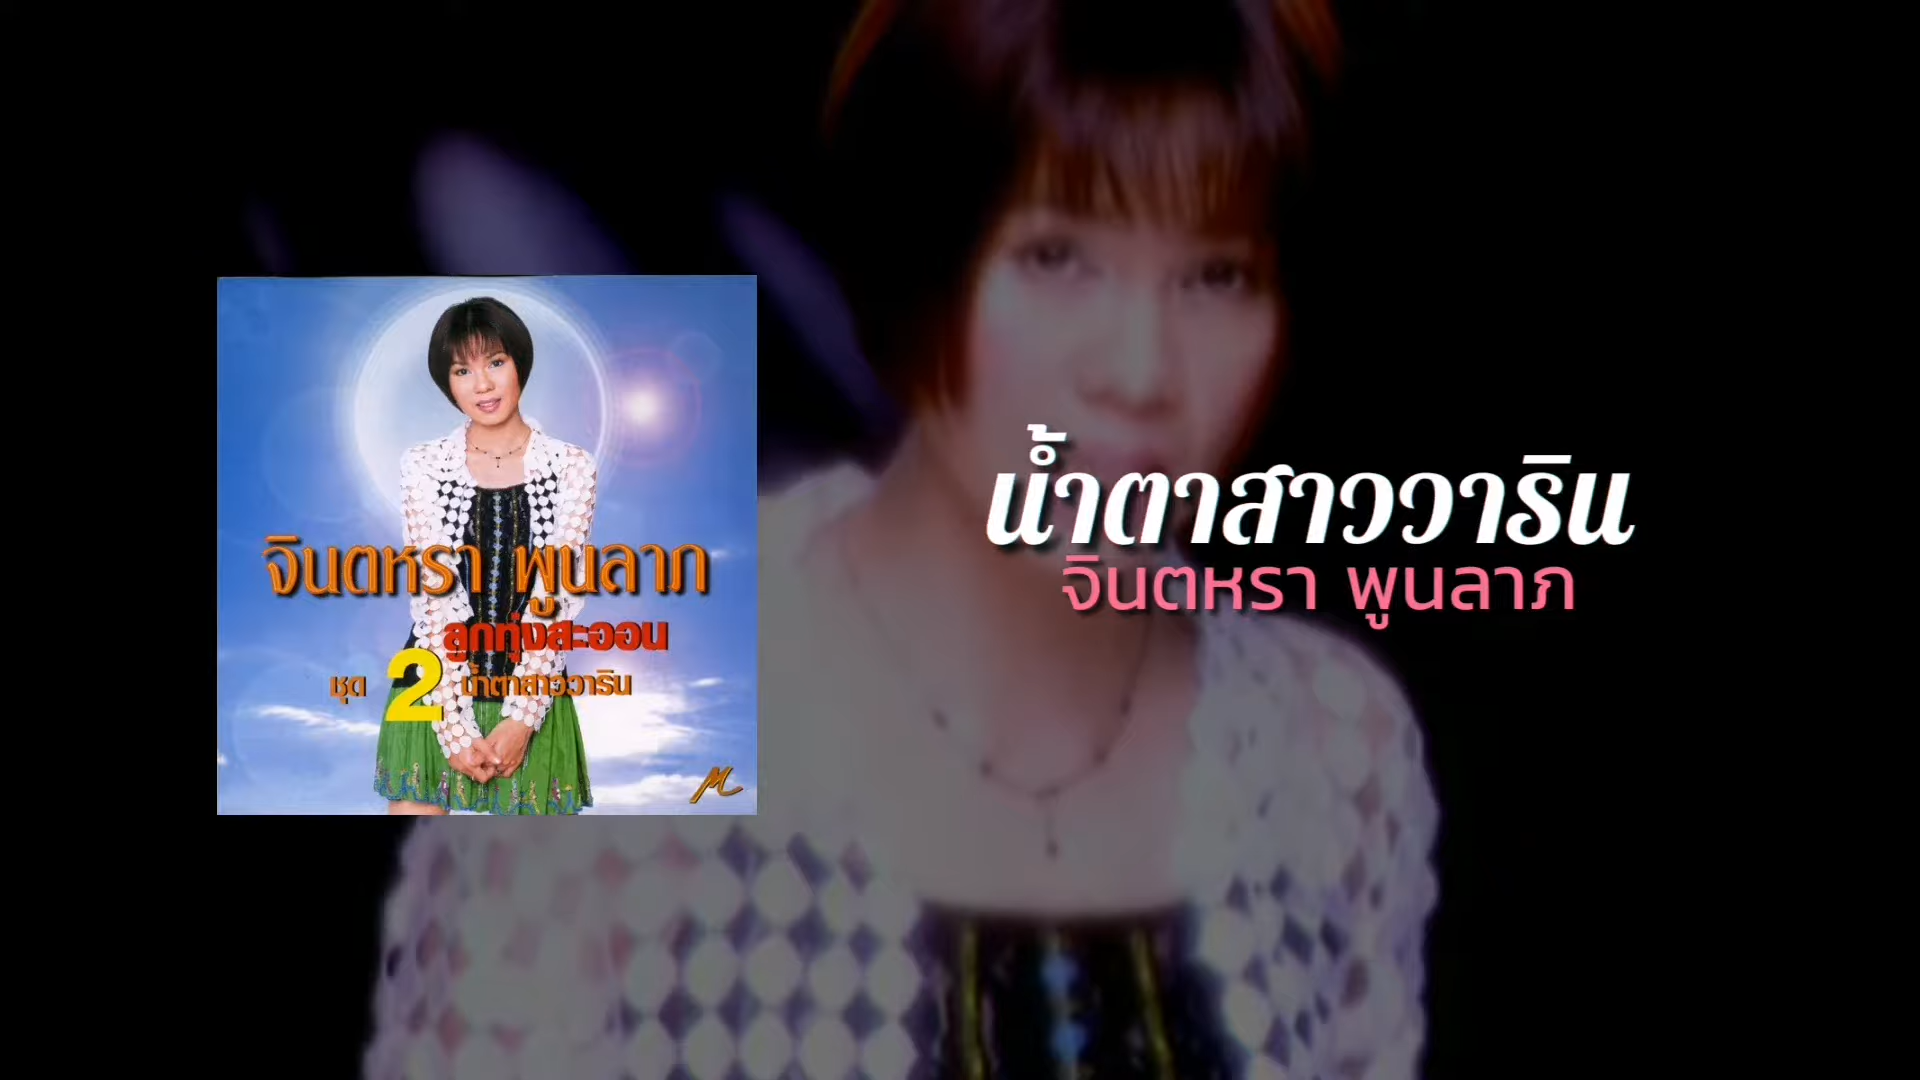 จินตหรา พูนลาภ
ลูกทุ่งสะออน
ชุด 2 น้ำตาสาววาริน
M
น้ำตาสาววาริน
จินตหรา พูนลาภ